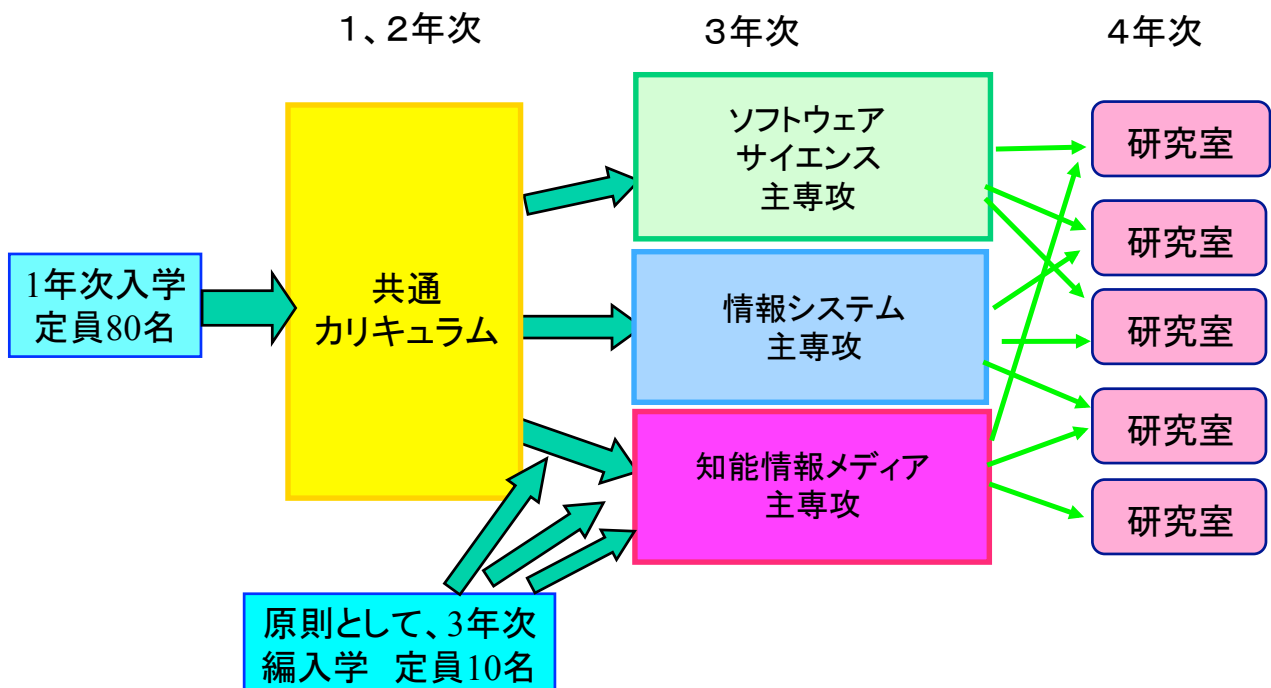 １、２年次
３年次
４年次
1年次入学
定員80名
共通
カリキュラム
ソフトウェア
サイエンス
主専攻
情報システム
主専攻
知能情報メディア
主専攻
研究室
研究室
研究室
研究室
研究室
原則として、3年次
編入学　定員10名